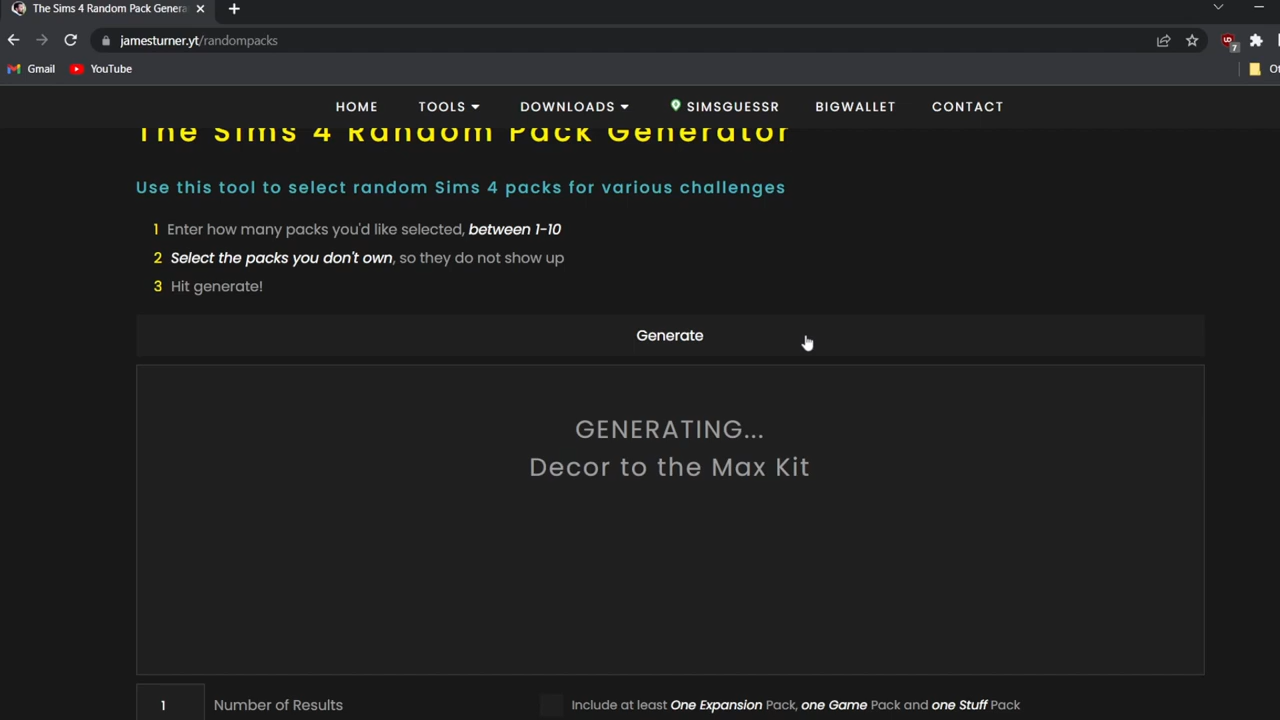 The Sims 4 Random Pack Genera
jamesturner.yt/randompacks
7
Gmail
YouTube
Ot
HOME
TOOLS
DOWNLOADS
SIMSGUESSR
BIGWALLET
CONTACT
The Sims 4 Random Pack Generator
Use this tool to select random Sims 4 packs for various challenges
1 Enter how many packs you'd like selected, between 1-10
2 Select the packs you don't own, so they do not show up
3 Hit generate!
Generate
GENERATING...
Decor to the Max Kit
1 Number of Results
Include at least One Expansion Pack, one Game Pack and one Stuff Pack